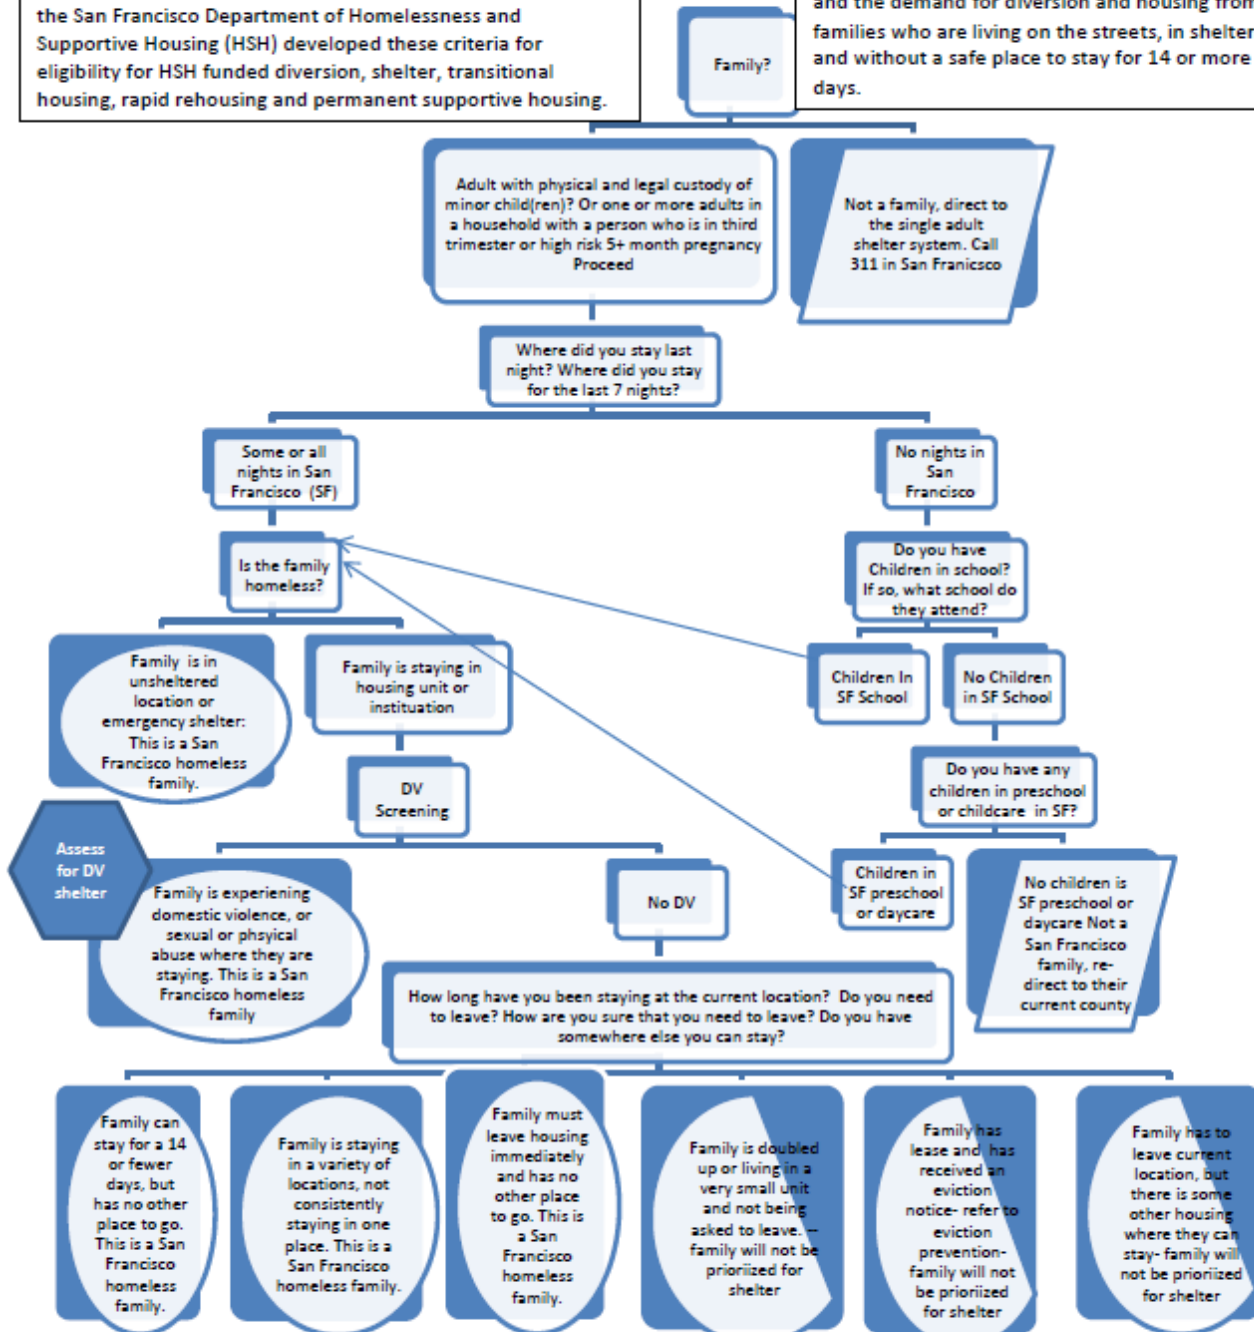 the San Francisco Department of Homelessness and
Supportive Housing (HSH) developed these criteria for
eligibility for HSH funded diversion, shelter, transitional
housing, rapid rehousing and permanent supportive housing.
Family?
and the demand for diversion and housing from
families who are living on the streets, in shelter
and without a safe place to stay for 14 or more
days.
Adult with physical and legal custody of
minor child(ren)? Or one or more adults in
a household with a person who is in third
trimester or high risk 5+ month pregnancy
Proceed
Not a family, direct to
the single adult
shelter system. Call
311 in San Franicsco
Where did you stay last
night? Where did you stay
for the last 7 nights?
Some or all
nights in San
Francisco (SF)
No nights in
San
Francisco
Is the family
homeless?
Do you have
Children in school?
If so, what school do
they attend?
Family is in
unsheltered
location or
emergency shelter:
This is a San
Francisco homeless
family.
Family is staying in
housing unit or
instituation
Children In
SF School
No Children
in SF School
DV
Screening
Do you have any
children in preschool
or childcare in SF?
Assess
for DV
shelter
Family is experiening
domestic violence, or
sexual or phsyical
abuse where they are
staying. This is a San
Francisco homeless
family
No DV
Children in
SF preschool
or daycare
No children is
SF preschool or
daycare Not a
San Francisco
family, re-
direct to their
current county
How long have you been staying at the current location? Do you need
to leave? How are you sure that you need to leave? Do you have
somewhere else you can stay?
Family can
stay for a 14
or fewer
days, but
has no other
place to go.
This is a San
Francisco
homeless
family.
Family is staying
in a variety of
locations, not
consistently
staying in one
place. This is a
San Francisco
homeless family.
Family must
leave housing
immediately
and has no
other place
to go. This is
a San
Francisco
homeless
family.
Family is doubled
up or living in a
very small unit
and not being
asked to leave. --
family will not be
prioriized for
shelter
Family has
lease and has
received an
eviction
notice- refer to
eviction
prevention-
family will not
be prioriized
for shelter
Family has to
leave current
location, but
there is some
other housing
where they can
stay- family will
not be prioriized
for shelter